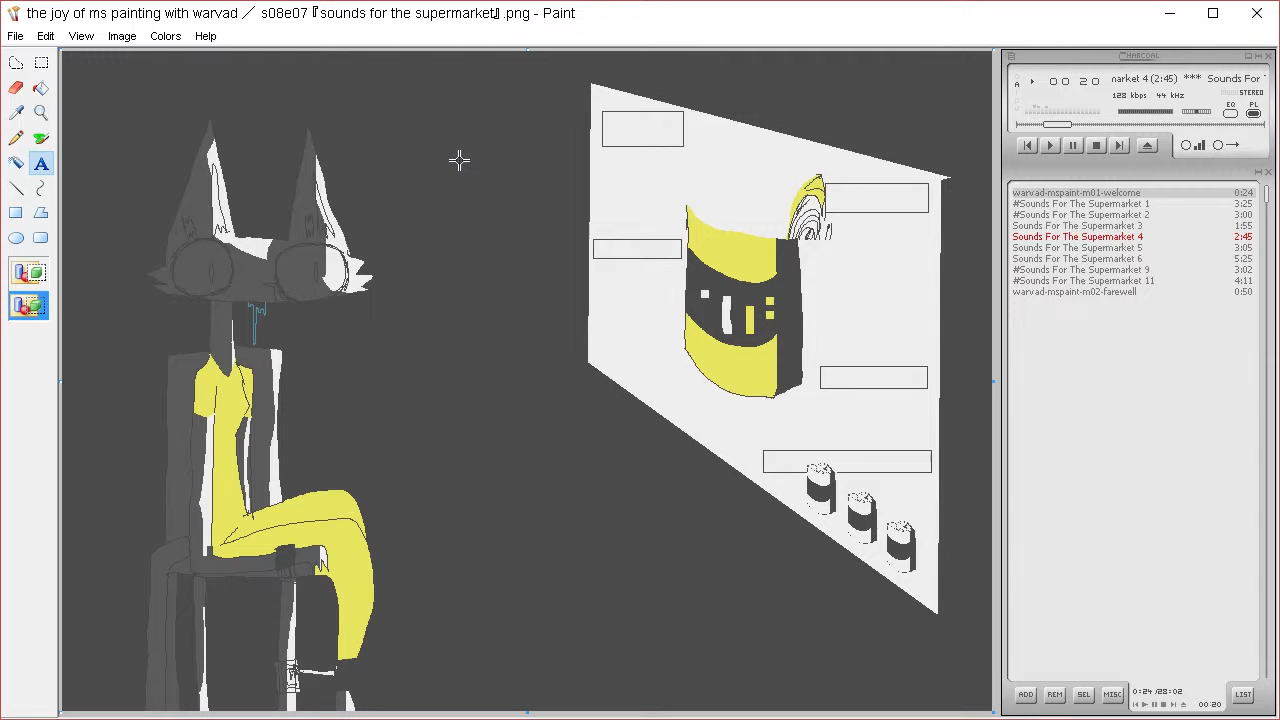 the joy of ms painting with warvad ／ s08e07『sounds for the supermarket』.png - Paint
File Edit View Image Colors Help
CHARCOAL
00 20
narket 4 (2:45) *** Sounds For
128 kbps 44 kHz
STEREO
EQ PL
warvad-mspaint-m01-welcome 0:24
#Sounds For The Supermarket 1 3:25
#Sounds For The Supermarket 2 3:00
Sounds For The Supermarket 3 1:55
Sounds For The Supermarket 4 2:45
Sounds For The Supermarket 5 3:05
Sounds For The Supermarket 6 5:25
#Sounds For The Supermarket 9 3:02
#Sounds For The Supermarket 11 4:11
warvad-mspaint-m02-farewell 0:50
ADD REM SEL MISC 0:24/28:02 00:20 LIST